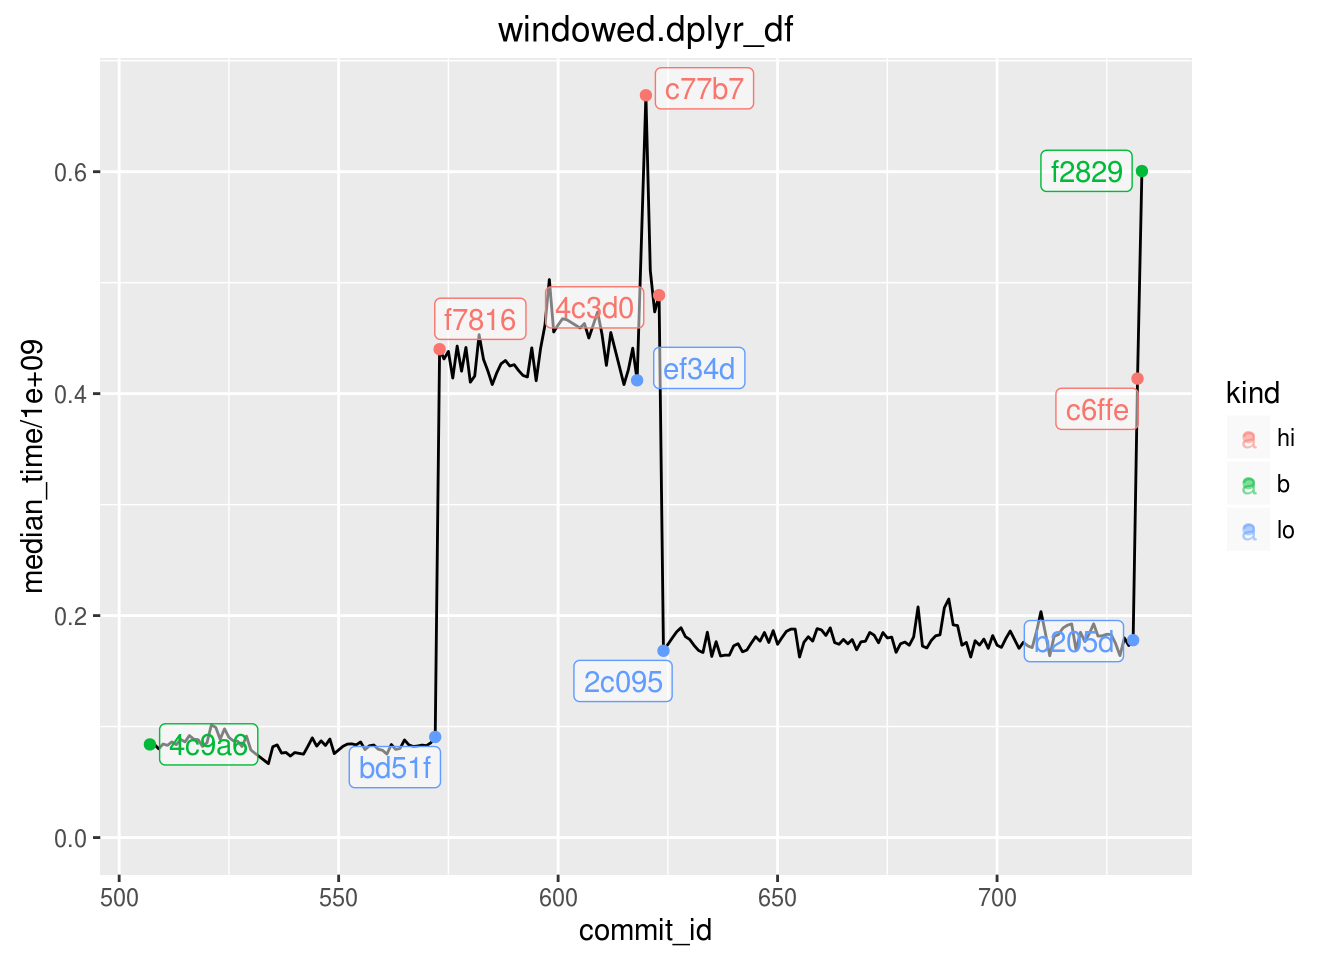 windowed.dplyr_df
c77b7
f2829
0.6
f7816
4c3d0
ef34d
0.4
c6ffe
median_time/1e+09
kind
a hi
a b
a lo
0.2
b205d
2c095
4c9a6
bd51f
0.0
500 550 600 650 700
commit_id